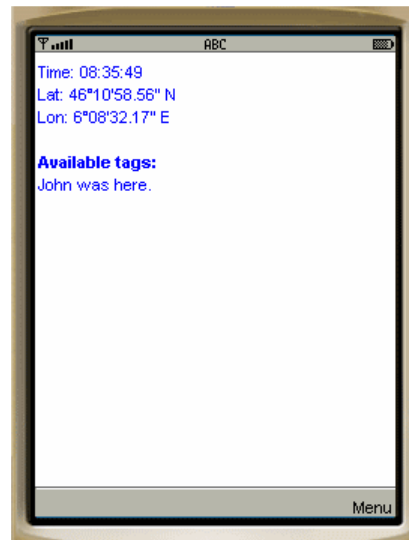 ABC
Time: 08:35:49
Lat: 46°10'58.56" N
Lon: 6°08'32.17" E
Available tags:
John was here.
Menu